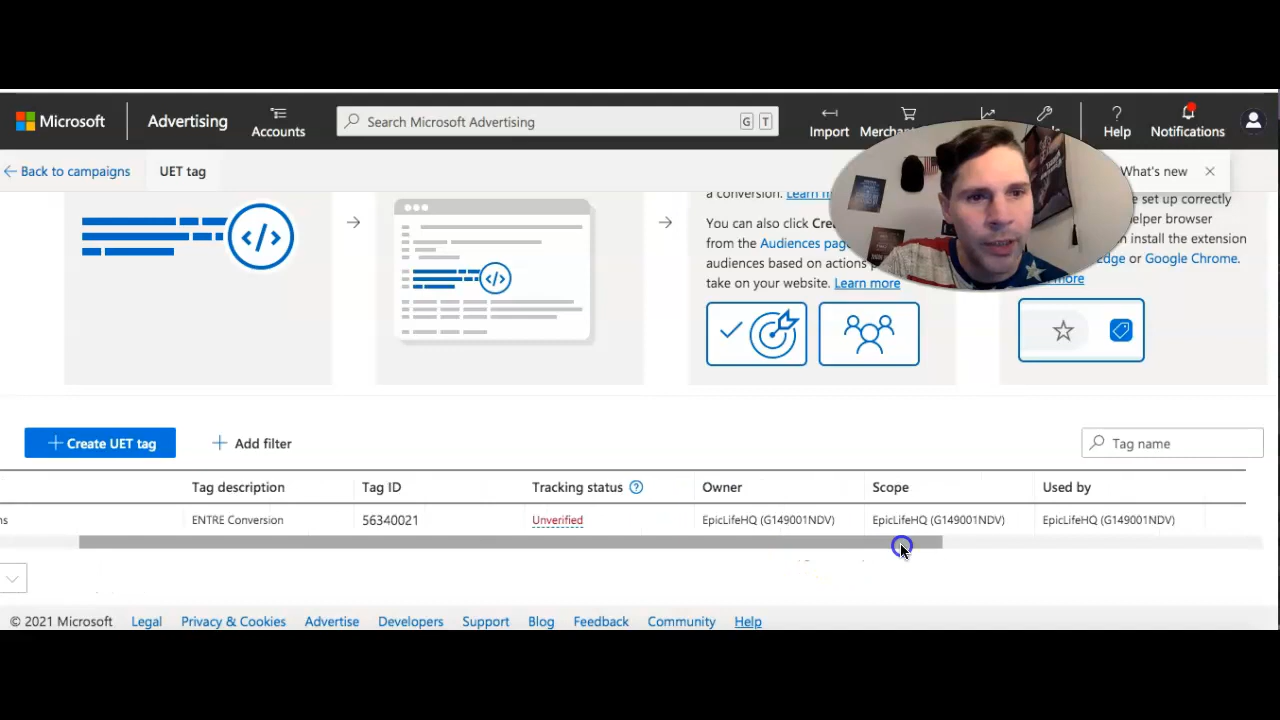 Microsoft
Advertising
Accounts
Search Microsoft Advertising
G T
Import
Help
Notifications
Back to campaigns
UET tag
What's new
a conversion. Learn
You can also click
from the Audiences
audiences based on actions
take on your website. Learn more
set up correctly
helper browser
install the extension
or Google Chrome.
more
Create UET tag
Add filter
Tag name
Tag description
Tag ID
Tracking status
Owner
Scope
Used by
ENTRE Conversion
56340021
Unverified
EpicLifeHQ (G149001NDV)
EpicLifeHQ (G149001NDV)
EpicLifeHQ (G149001NDV)
© 2021 Microsoft
Legal
Privacy & Cookies
Advertise
Developers
Support
Blog
Feedback
Community
Help